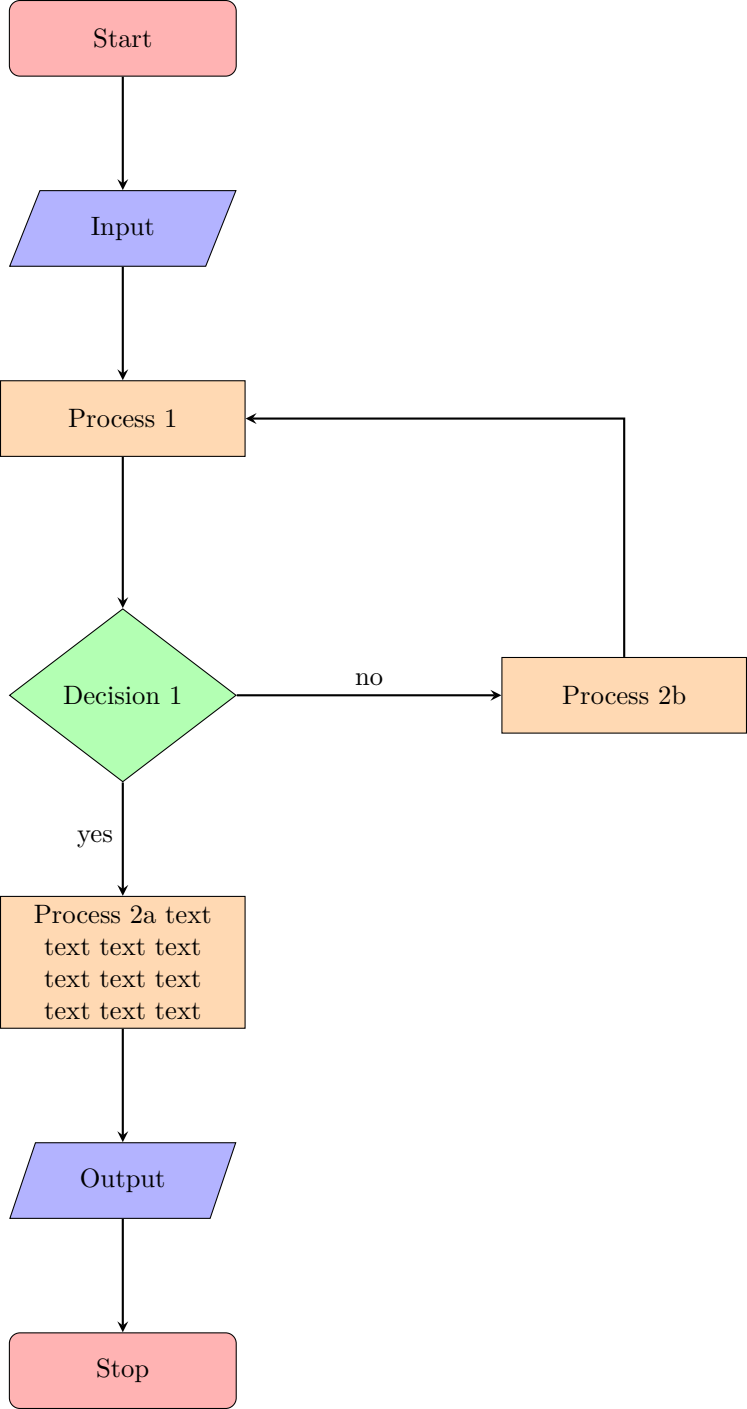 Start
Input
Process 1
Decision 1
no
Process 2b
yes
Process 2a text
text text text
text text text
text text text
Output
Stop